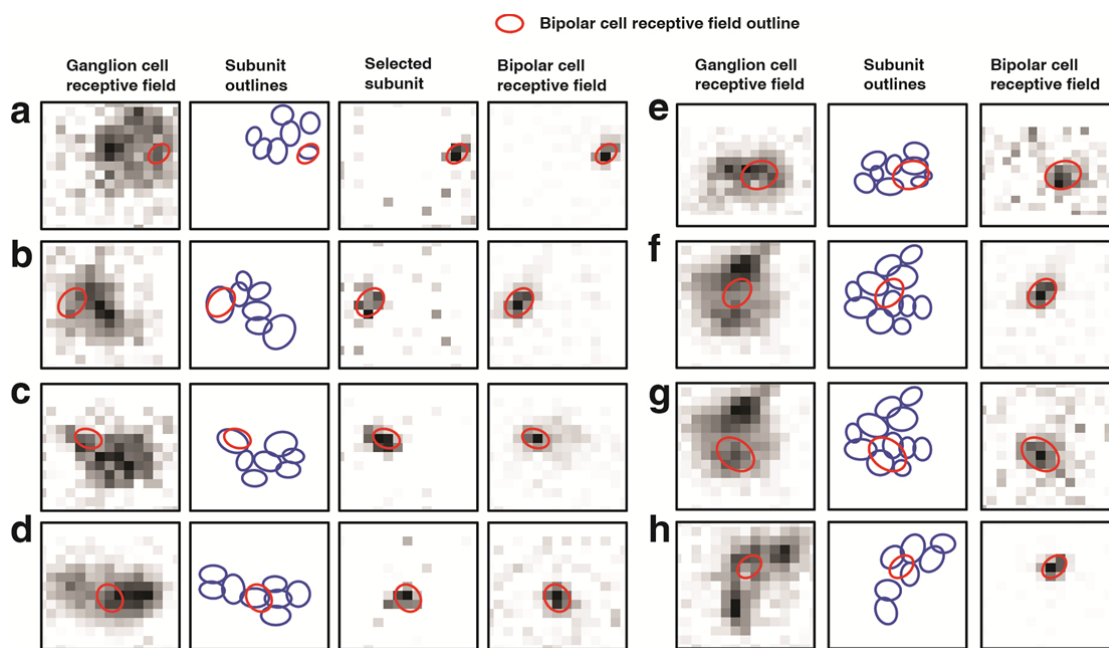 Bipolar cell receptive field outline
Ganglion cell receptive field
Subunit outlines
Selected subunit
Bipolar cell receptive field
Ganglion cell receptive field
Subunit outlines
Bipolar cell receptive field
a
e
b
f
c
g
d
h